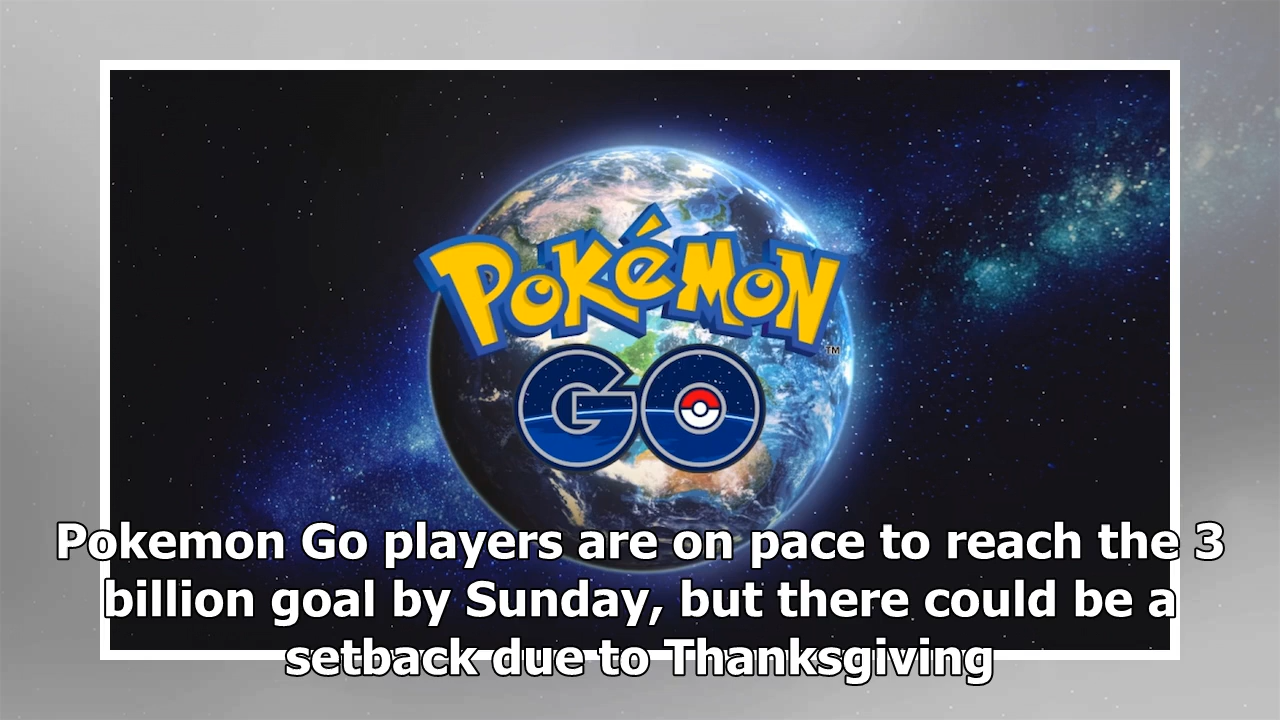 POKéMON
TM
GO
Pokemon Go players are on pace to reach the 3
billion goal by Sunday, but there could be a
setback due to Thanksgiving